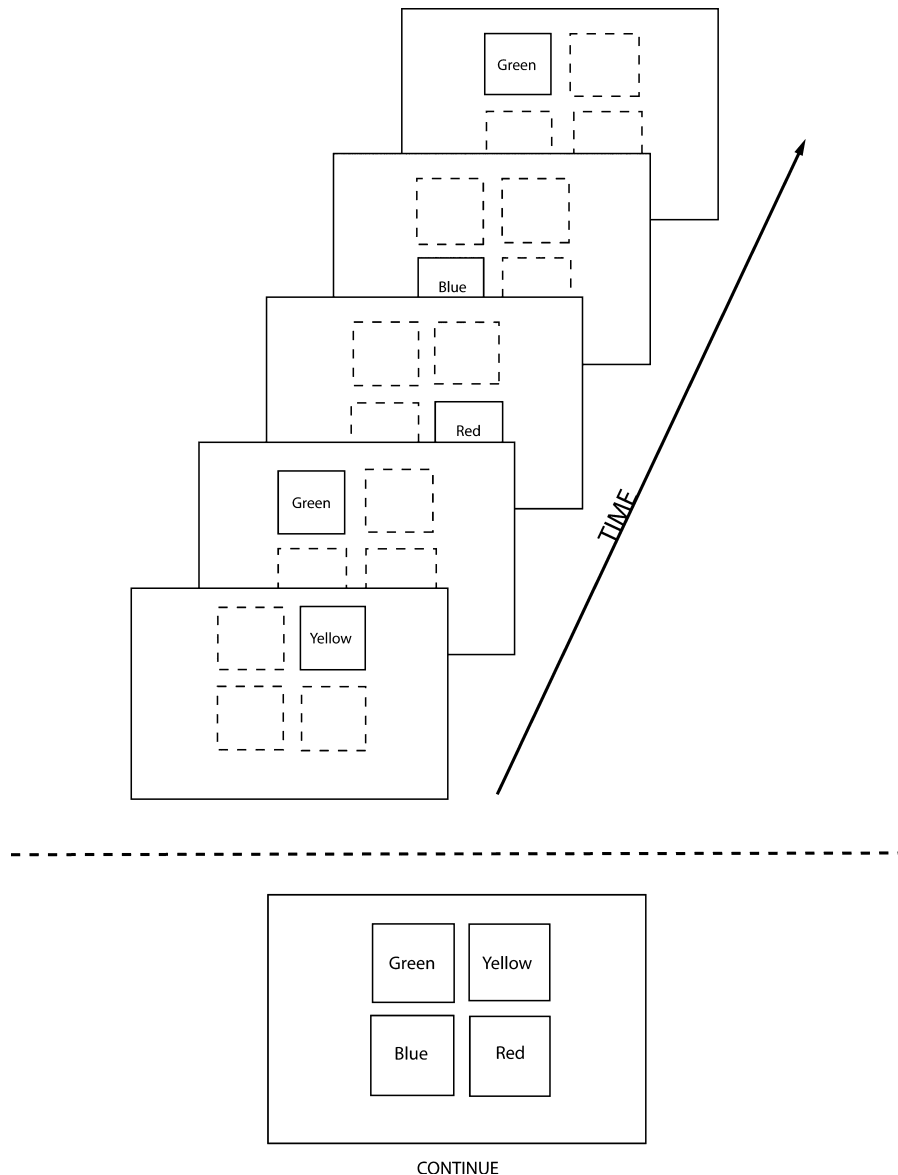 Green
Blue
Red
Green
Yellow
TIME
Green Yellow
Blue Red
CONTINUE